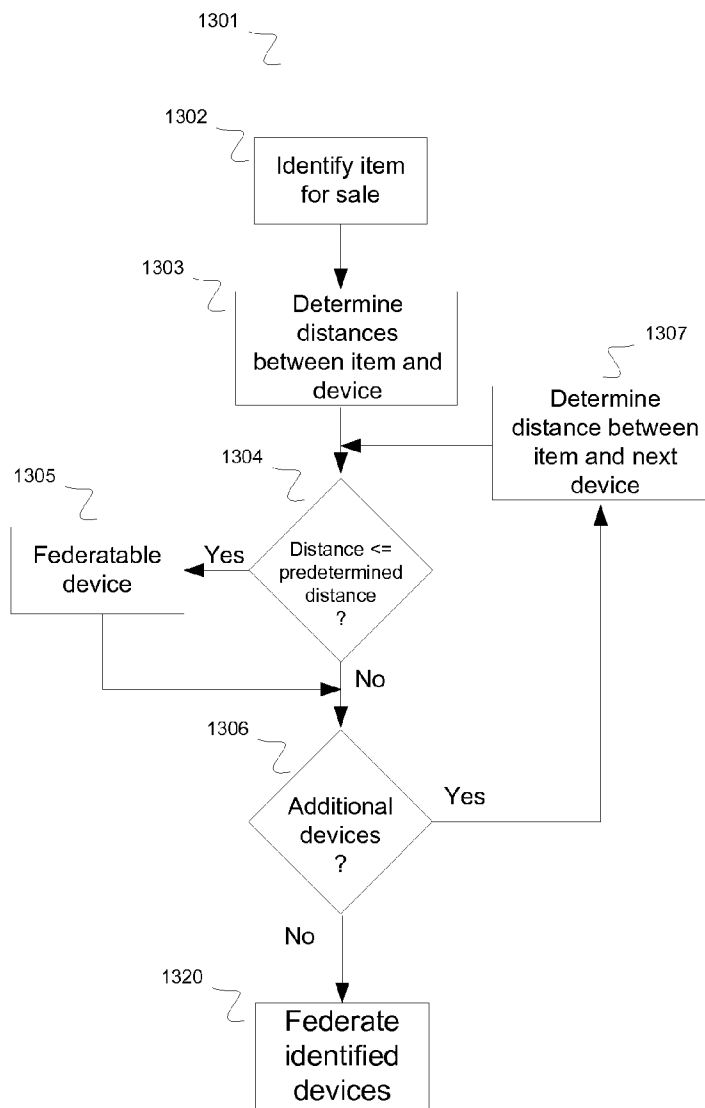 1301
1302
Identify item
for sale
1303
Determine
distances
between item and
device
1307
Determine
distance between
item and next
device
1304
Distance <=
predetermined
distance
?
Yes
1305
Federatable
device
No
1306
Additional
devices
?
Yes
No
1320
Federate
identified
devices